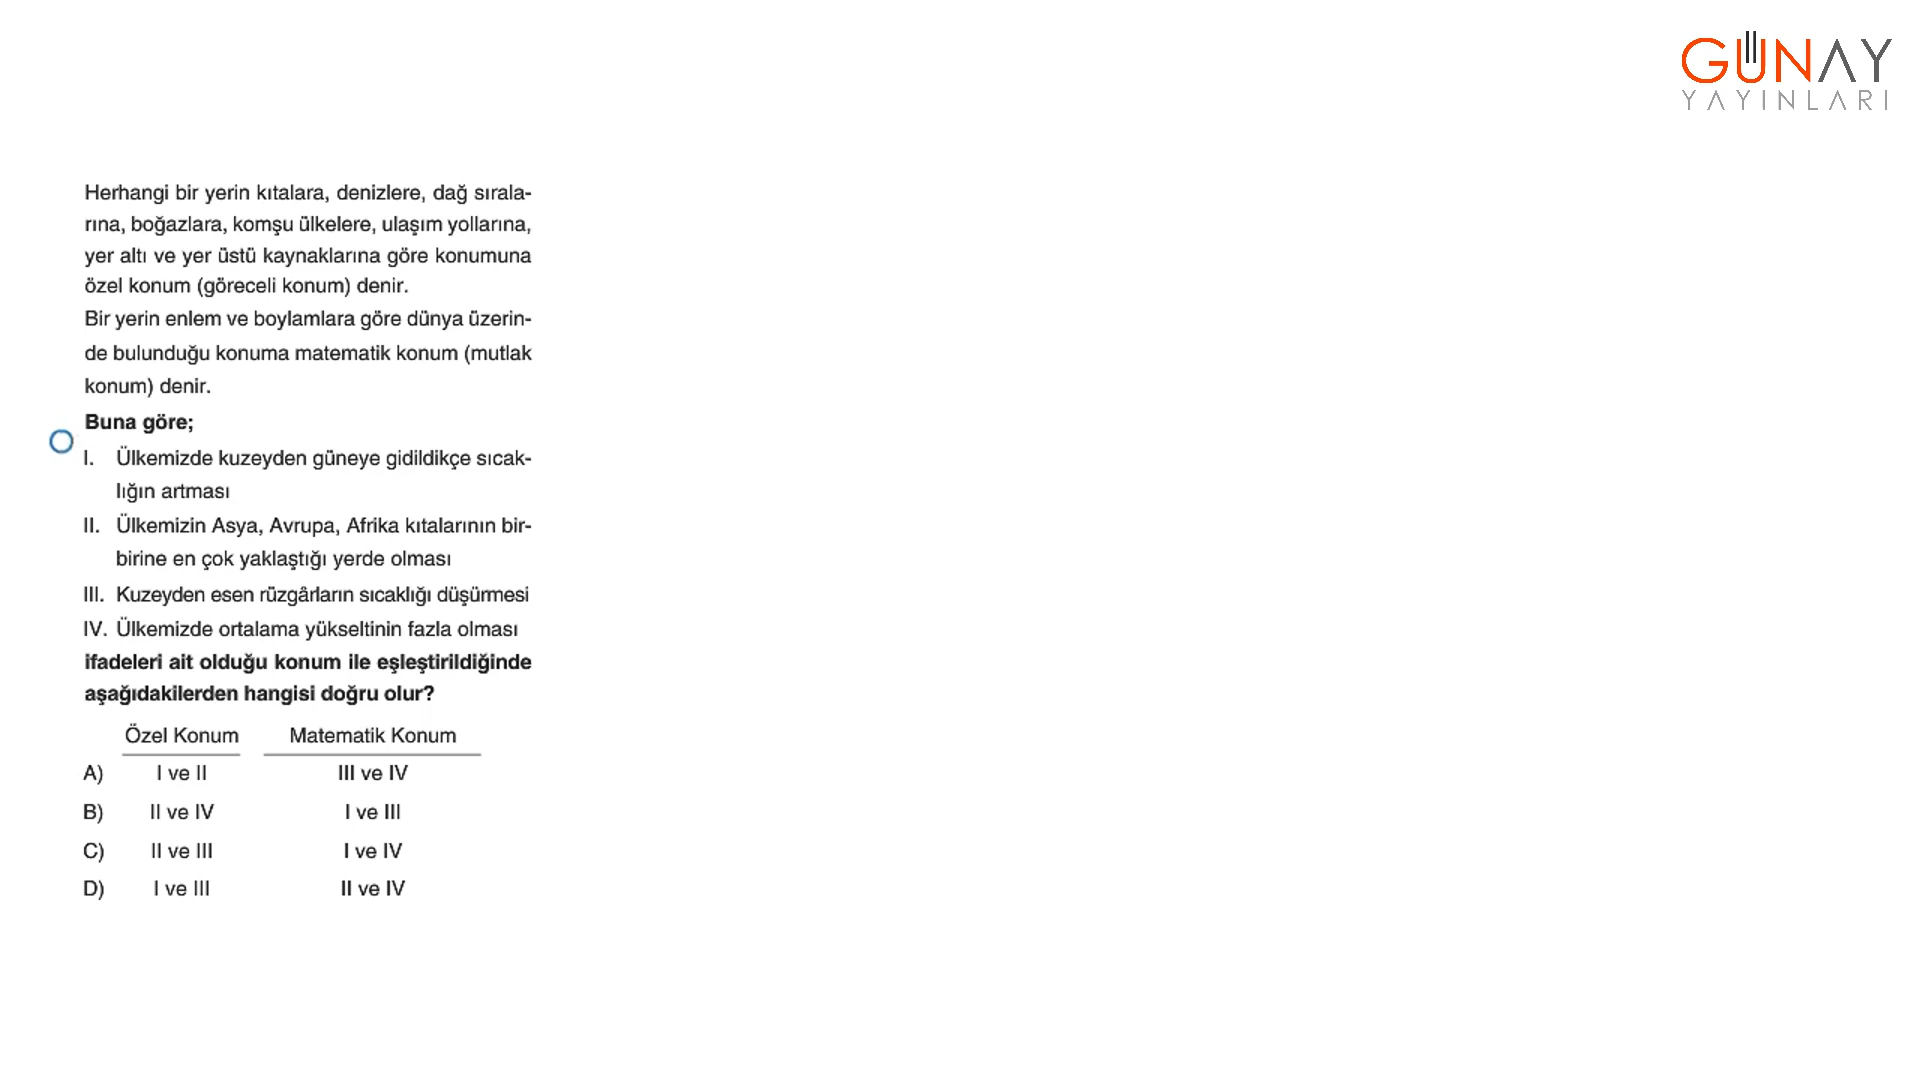 GÜNAY
YAYINLARI
Herhangi bir yerin kıtalara, denizlere, dağ sırala-
rına, boğazlara, komşu ülkelere, ulaşım yollarına,
yer altı ve yer üstü kaynaklarına göre konumuna
özel konum (göreceli konum) denir.
Bir yerin enlem ve boylamlara göre dünya üzerin-
de bulunduğu konuma matematik konum (mutlak
konum) denir.
Buna göre;
I. Ülkemizde kuzeyden güneye gidildikçe sıcak-
lığın artması
II. Ülkemizin Asya, Avrupa, Afrika kıtalarının bir-
birine en çok yaklaştığı yerde olması
III. Kuzeyden esen rüzgârların sıcaklığı düşürmesi
IV. Ülkemizde ortalama yükseltinin fazla olması
ifadeleri ait olduğu konum ile eşleştirildiğinde
aşağıdakilerden hangisi doğru olur?
Özel Konum Matematik Konum
A) I ve II III ve IV
B) II ve IV I ve III
C) II ve III I ve IV
D) I ve III II ve IV